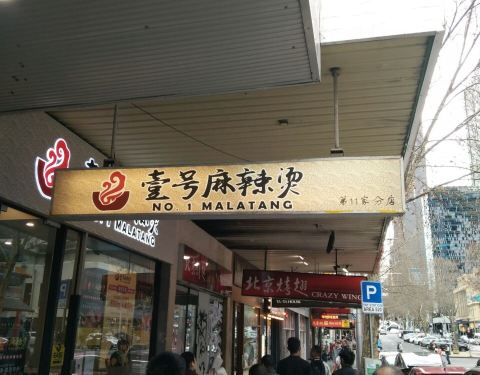 壹号麻辣烫
NO. 1 MALATANG
第11家分店
MALATANG
北京烤翅
CRAZY WING
P